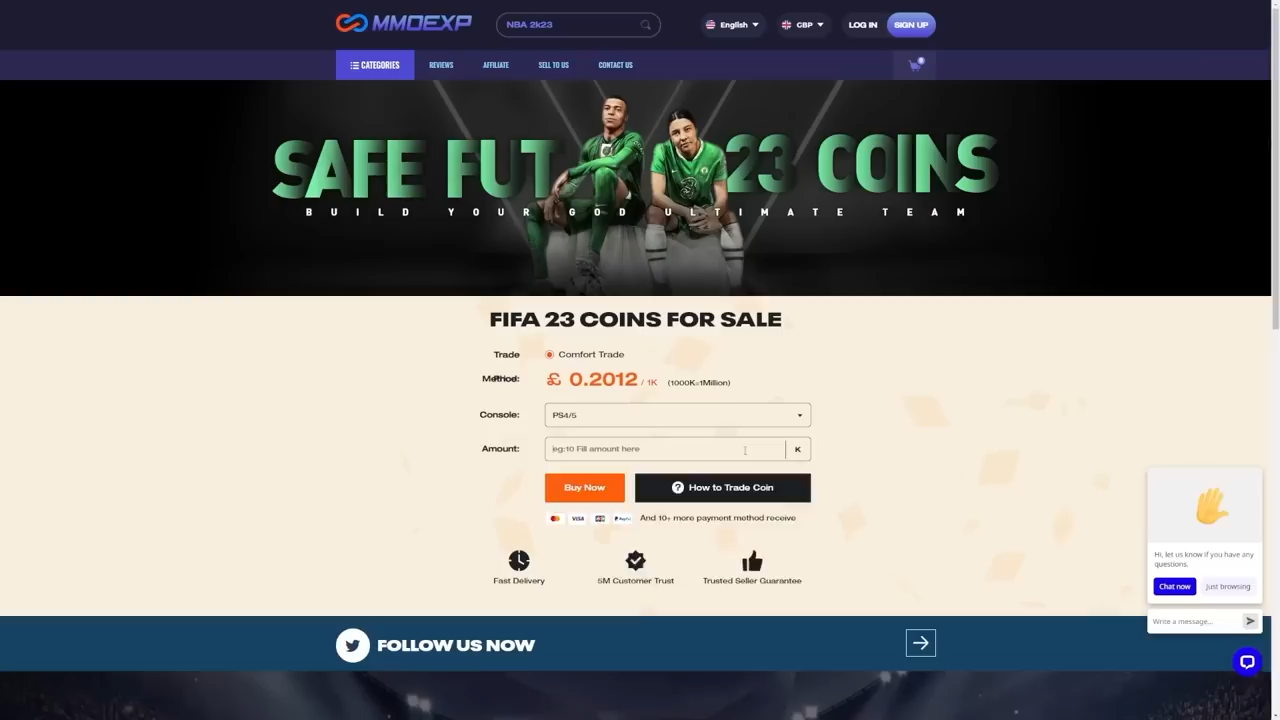 MMOEXP
NBA 2k23
English
GBP
LOG IN
SIGN UP
CATEGORIES
REVIEWS
AFFILIATE
SELL TO US
CONTACT US
0
SAFE FUT 23 COINS
BUILD YOUR GOD ULTIMATE TEAM
FIFA 23 COINS FOR SALE
Trade
Comfort Trade
Method:
£ 0.2012 / 1K (1000K=1Million)
Console:
PS4/5
Amount:
eg:10 Fill amount here
K
Buy Now
? How to Trade Coin
VISA
PayPal
And 10+ more payment method receive
Fast Delivery
5M Customer Trust
Trusted Seller Guarantee
Hi, let us know if you have any
questions.
Chat now
Just browsing
Write a message...
FOLLOW US NOW